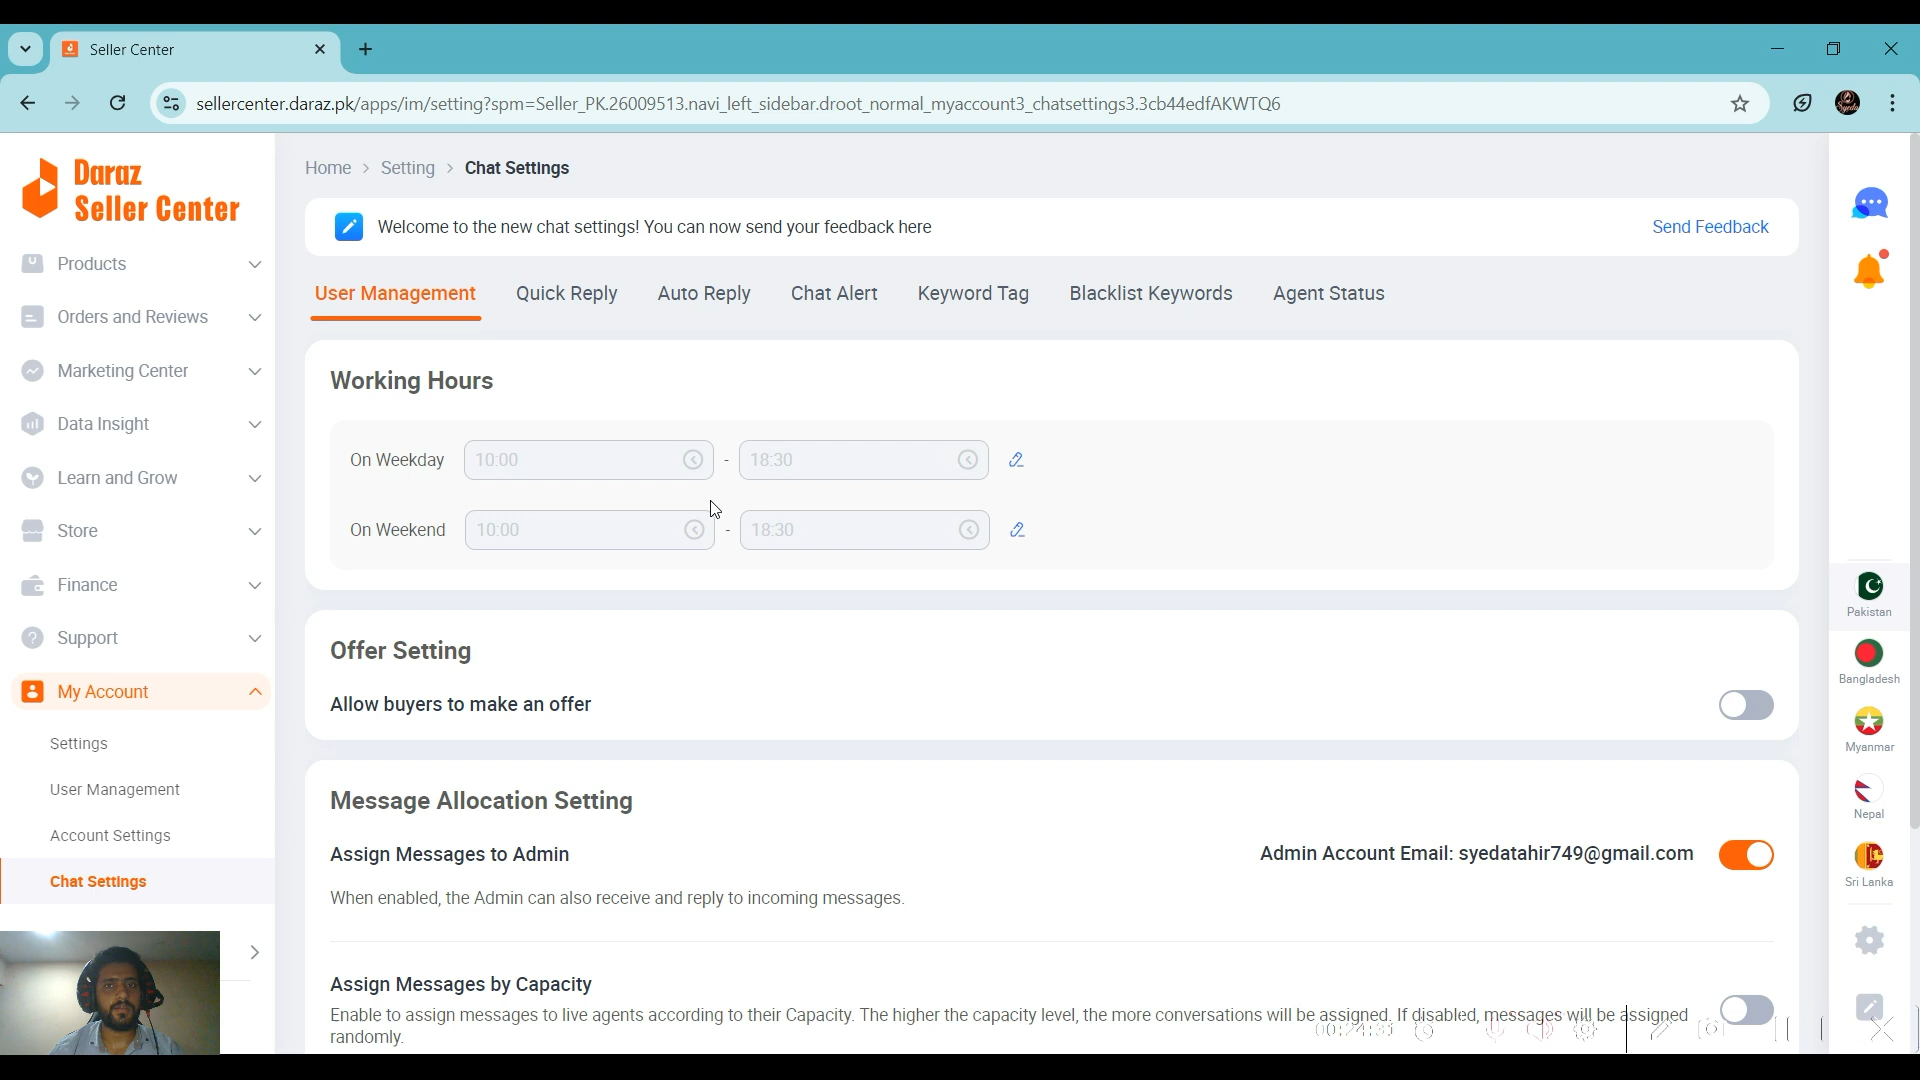 Seller Center
sellercenter.daraz.pk/apps/im/setting?spm=Seller_PK.26009513.navi_left_sidebar.droot_normal_myaccount3_chatsettings3.3cb44edfAKWTQ6
Daraz
Seller Center
Products
Orders and Reviews
Marketing Center
Data Insight
Learn and Grow
Store
Finance
Support
My Account
Settings
User Management
Account Settings
Chat Settings
Home > Setting > Chat Settings
Welcome to the new chat settings! You can now send your feedback here
Send Feedback
User Management
Quick Reply
Auto Reply
Chat Alert
Keyword Tag
Blacklist Keywords
Agent Status
Working Hours
On Weekday 10:00 - 18:30
On Weekend 10:00 - 18:30
Offer Setting
Allow buyers to make an offer
Message Allocation Setting
Assign Messages to Admin
Admin Account Email: syedatahir749@gmail.com
When enabled, the Admin can also receive and reply to incoming messages.
Assign Messages by Capacity
Enable to assign messages to live agents according to their Capacity. The higher the capacity level, the more conversations will be assigned. If disabled, messages will be assigned
randomly.
Pakistan
Bangladesh
Myanmar
Nepal
Sri Lanka